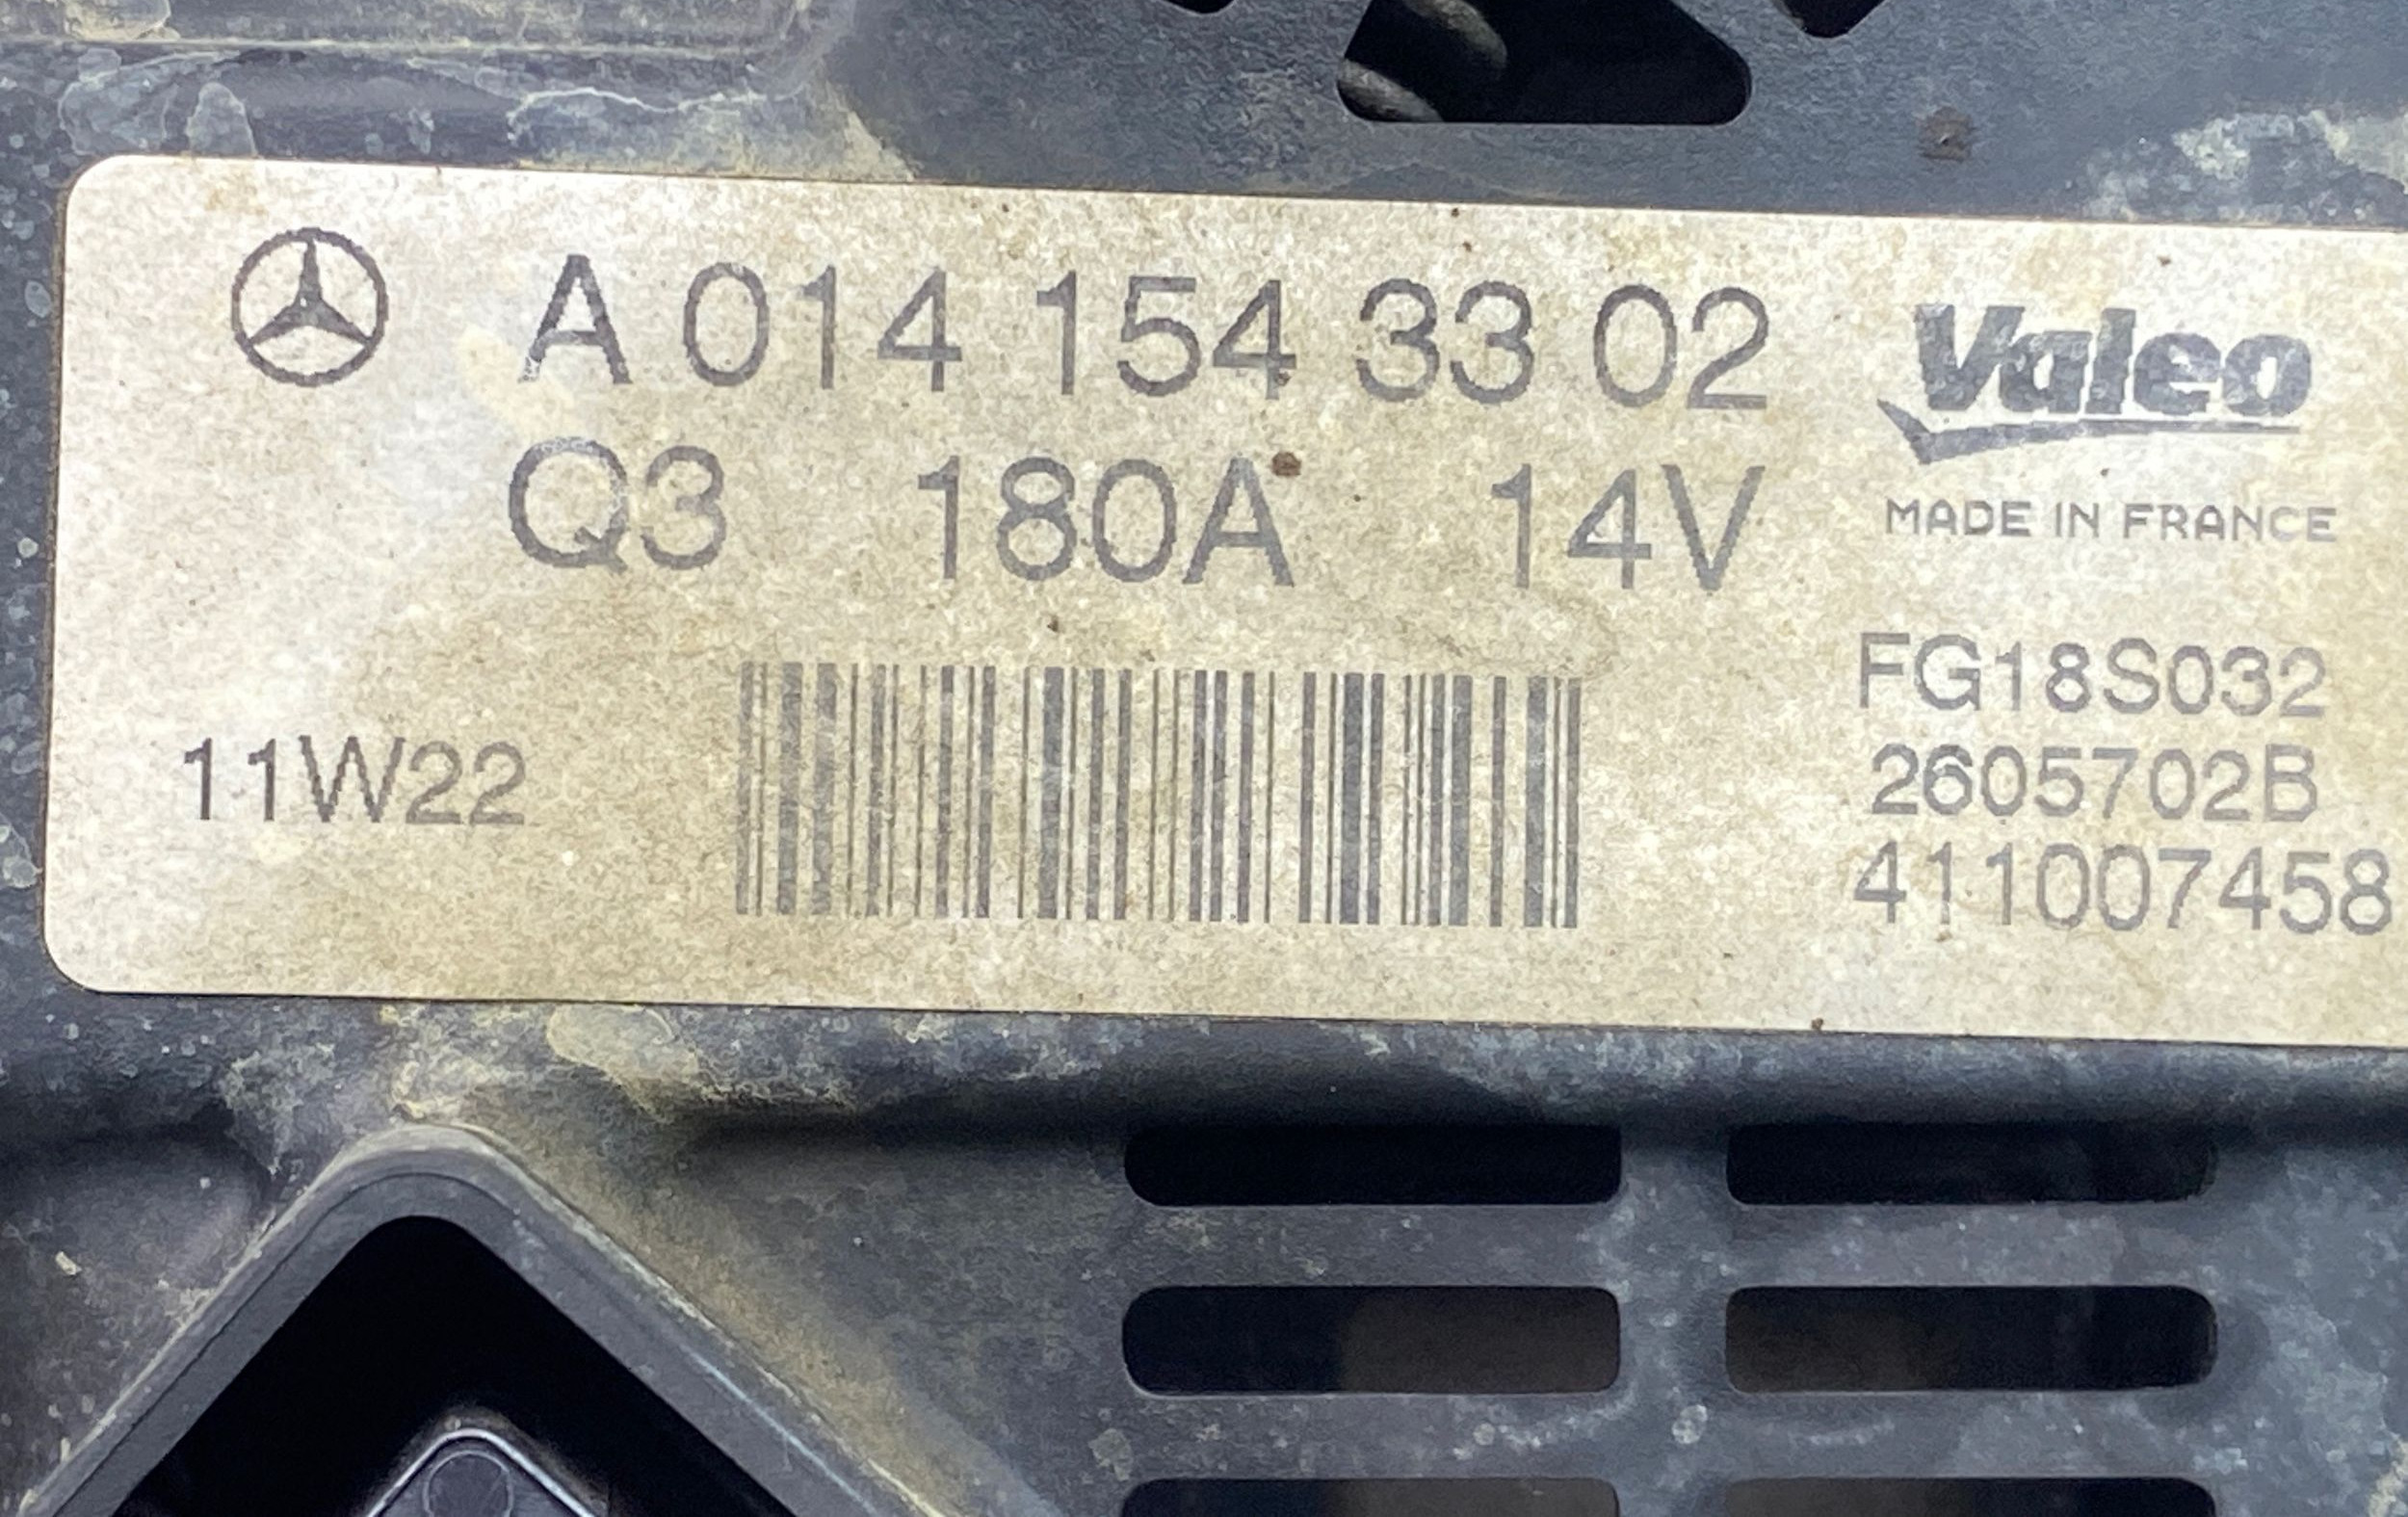 A 014 154 33 02
Valeo
Q3 180A 14V
MADE IN FRANCE
FG18S032
11W22
2605702B
411007458